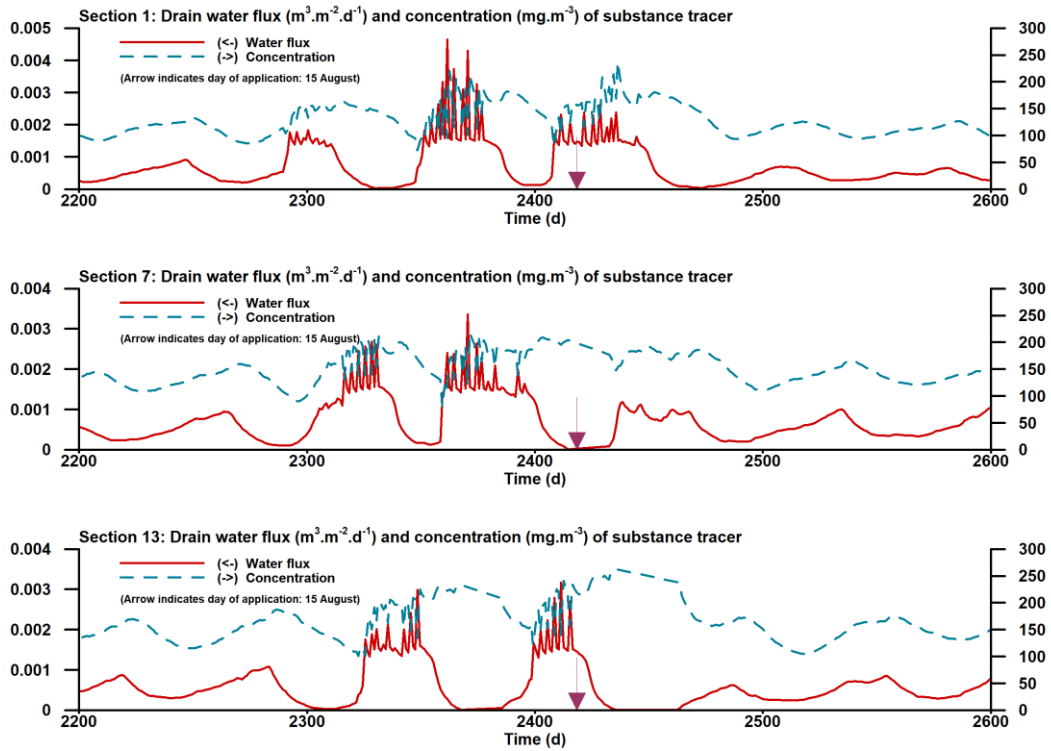 Section 1: Drain water flux (m³.m⁻².d⁻¹) and concentration (mg.m⁻³) of substance tracer
0.005
0.004
0.003
0.002
0.001
0
300
250
200
150
100
50
0
(<-) Water flux
(->) Concentration
(Arrow indicates day of application: 15 August)
2200 2300 2400 2500 2600
Time (d)
Section 7: Drain water flux (m³.m⁻².d⁻¹) and concentration (mg.m⁻³) of substance tracer
0.004
0.003
0.002
0.001
0
300
250
200
150
100
50
0
(<-) Water flux
(->) Concentration
(Arrow indicates day of application: 15 August)
2200 2300 2400 2500 2600
Time (d)
Section 13: Drain water flux (m³.m⁻².d⁻¹) and concentration (mg.m⁻³) of substance tracer
0.004
0.003
0.002
0.001
0
300
250
200
150
100
50
0
(<-) Water flux
(->) Concentration
(Arrow indicates day of application: 15 August)
2200 2300 2400 2500 2600
Time (d)